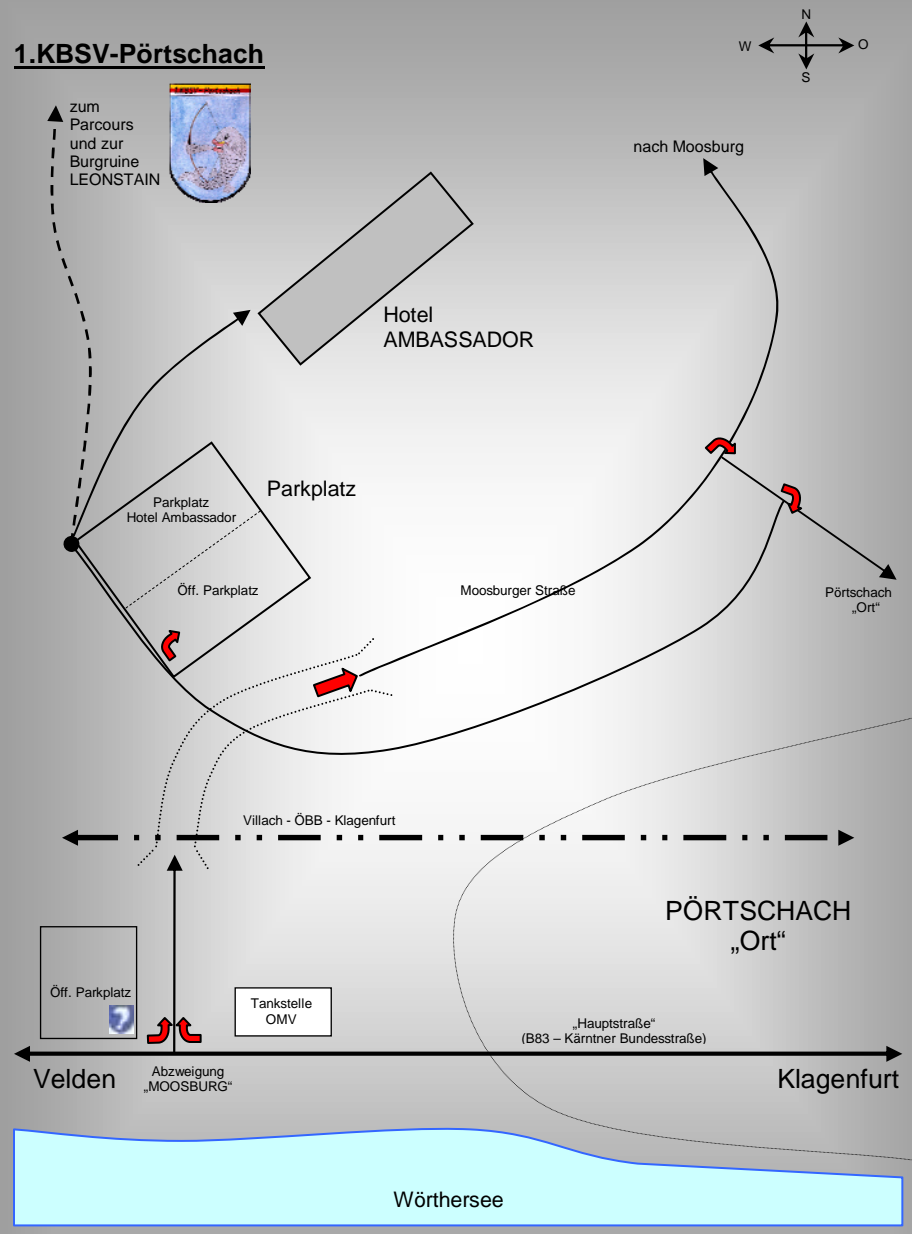 1.KBSV-Pörtschach
N
W
O
S
zum
Parcours
und zur
Burgruine
LEONSTAIN
nach Moosburg
Hotel
AMBASSADOR
Parkplatz
Parkplatz
Hotel Ambassador
Öff. Parkplatz
Moosburger Straße
Pörtschach
„Ort“
Villach - ÖBB - Klagenfurt
PÖRTSCHACH
„Ort“
Öff. Parkplatz
?
Tankstelle
OMV
„Hauptstraße“
(B83 – Kärntner Bundesstraße)
Velden
Abzweigung
„MOOSBURG“
Klagenfurt
Wörthersee